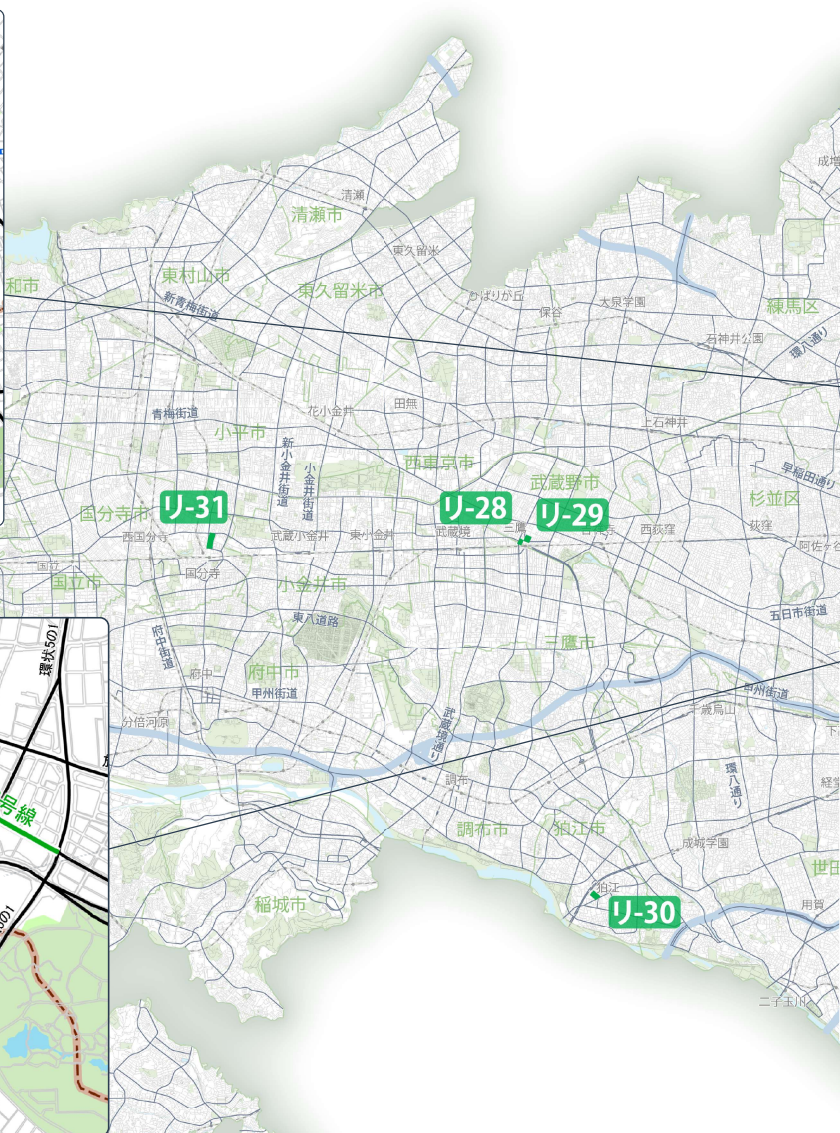 成増
清瀬
清瀬市
東久留米
東村山市
和市
東久留米市
ひばりが丘
大泉学園
保谷
練馬区
新青梅街道
石神井公園
環八通り
田無
花小金井
青梅街道
小平市
上石神井
新小金井街道
小金井街道
西東京市
早稲田通り
武蔵野市
杉並区
リ-31
リ-28
リ-29
国分寺市
西国分寺
武蔵小金井
東小金井
武蔵境
三鷹
西荻窪
荻窪
阿佐ヶ谷
国立
国分寺
国立市
小金井市
東八道路
五日市街道
環状5の1
府中街道
三鷹市
府中
府中市
甲州街道
甲州街道
千歳烏山
分倍河原
武蔵境通り
調布
環八通り
号線
調布市
狛江市
成城学園
世田
狛江
リ-30
稲城市
用賀
の1
二子玉川